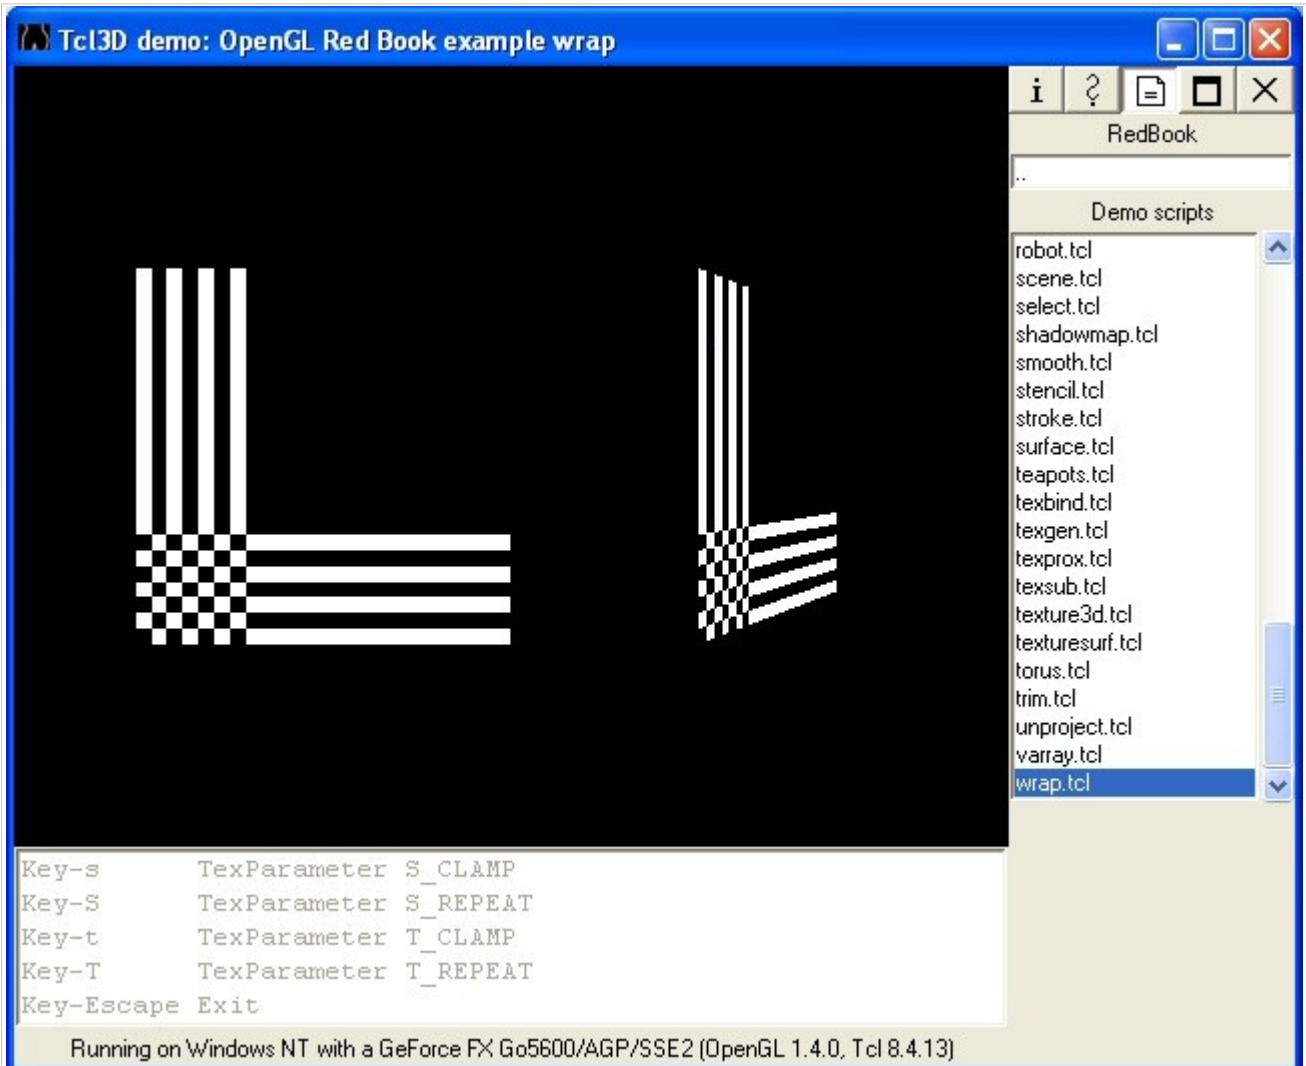 Tcl3D demo: OpenGL Red Book example wrap
i ?
RedBook
..
Demo scripts
robot.tcl
scene.tcl
select.tcl
shadowmap.tcl
smooth.tcl
stencil.tcl
stroke.tcl
surface.tcl
teapots.tcl
texbind.tcl
texgen.tcl
texprox.tcl
texsub.tcl
texture3d.tcl
texturesurf.tcl
torus.tcl
trim.tcl
unproject.tcl
varray.tcl
wrap.tcl
Key-s TexParameter S_CLAMP
Key-S TexParameter S_REPEAT
Key-t TexParameter T_CLAMP
Key-T TexParameter T_REPEAT
Key-Escape Exit
Running on Windows NT with a GeForce FX Go5600/AGP/SSE2 (OpenGL 1.4.0, Tcl 8.4.13)